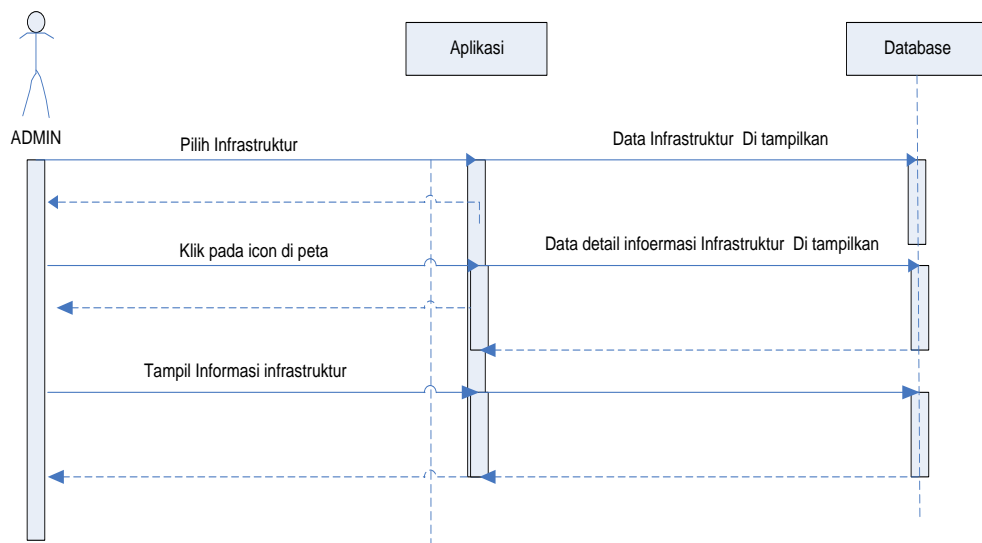 Aplikasi
Database
ADMIN
Pilih Infrastruktur
Data Infrastruktur Di tampilkan
Klik pada icon di peta
Data detail infoermasi Infrastruktur Di tampilkan
Tampil Informasi infrastruktur